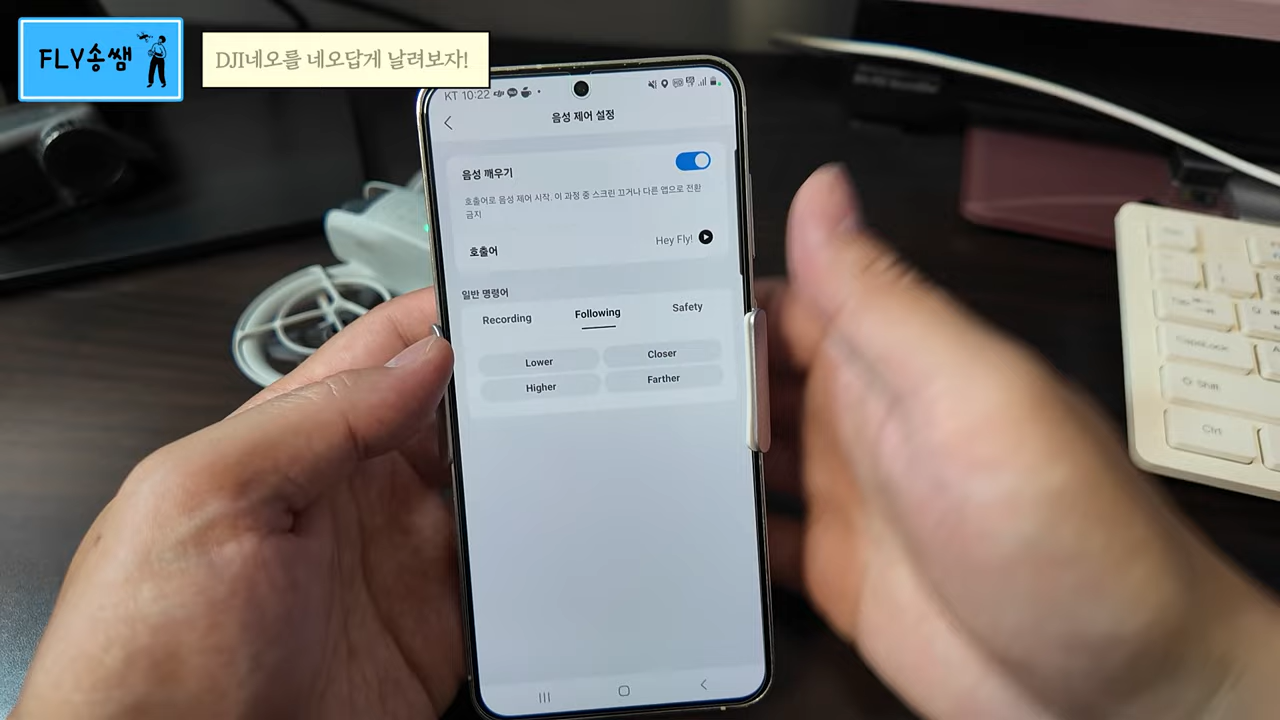 FLY송쌤
DJI네오를 네오답게 날려보자!
KT 10:22
음성 제어 설정
음성 깨우기
호출어로 음성 제어 시작. 이 과정 중 스크린 끄거나 다른 앱으로 전환
금지
호출어
Hey Fly!
일반 명령어
Recording
Following
Safety
Lower
Closer
Higher
Farther
CapsLock
Shift
Ctrl